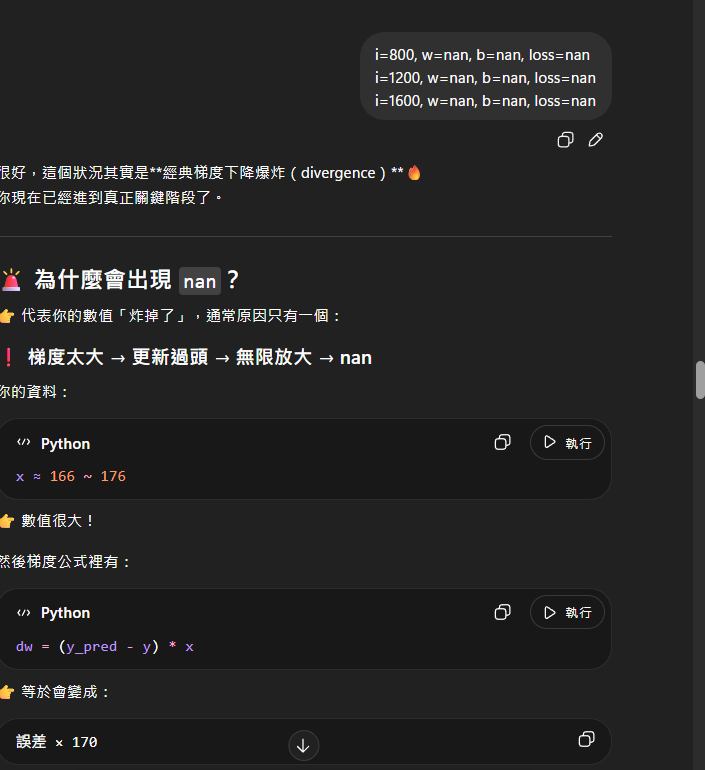 i=800, w=nan, b=nan, loss=nan
i=1200, w=nan, b=nan, loss=nan
i=1600, w=nan, b=nan, loss=nan
很好，這個狀況其實是**經典梯度下降爆炸（divergence）** 🔥
你現在已經進到真正關鍵階段了。
🚨 為什麼會出現 nan ？
👉 代表你的數值「炸掉了」，通常原因只有一個：
❗ 梯度太大 → 更新過頭 → 無限放大 → nan
你的資料：
Python
執行
x ≈ 166 ~ 176
👉 數值很大！
然後梯度公式裡有：
Python
執行
dw = (y_pred - y) * x
👉 等於會變成：
誤差 × 170